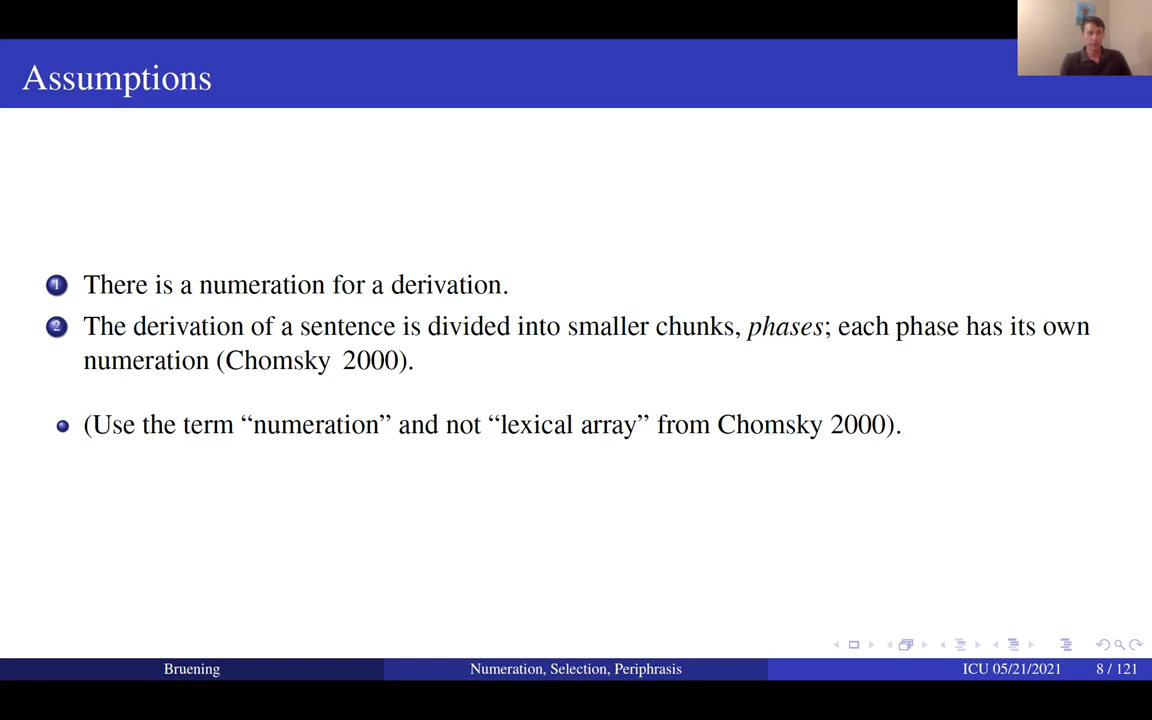 Assumptions
1 There is a numeration for a derivation.
2 The derivation of a sentence is divided into smaller chunks, phases; each phase has its own
numeration (Chomsky 2000).
(Use the term “numeration” and not “lexical array” from Chomsky 2000).
Bruening Numeration, Selection, Periphrasis ICU 05/21/2021 8 / 121